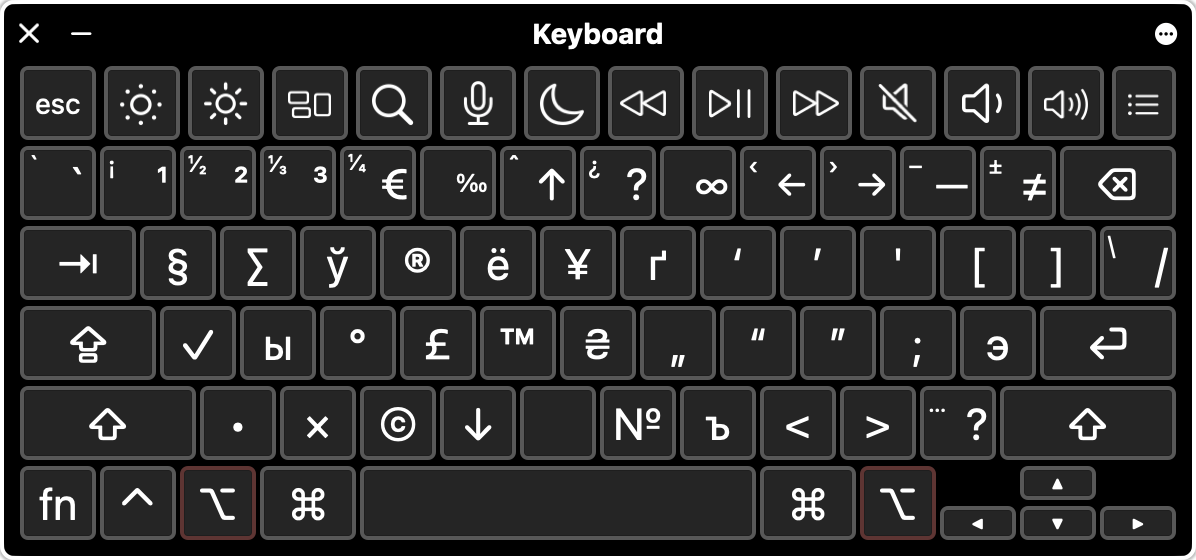 Keyboard
esc
` ` ¡ 1 ½ 2 ⅓ 3 ¼ € ‰ ˆ ↑ ¿ ? ∞ ‹ ← › → – — ± ≠
§ ∑ ў ® ё ¥ ґ ‘ ’ ' [ ] \ /
✓ ы ° £ ™ ₴ „ “ ” ; э
• × © ↓ № ъ < > … ?
fn ^ ⌥ ⌘ ⌘ ⌥